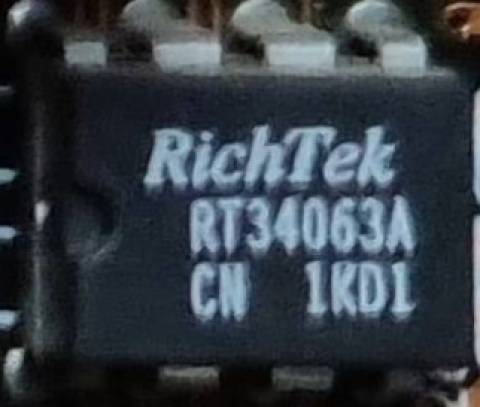 RichTek
RT34063A
CN 1KD1